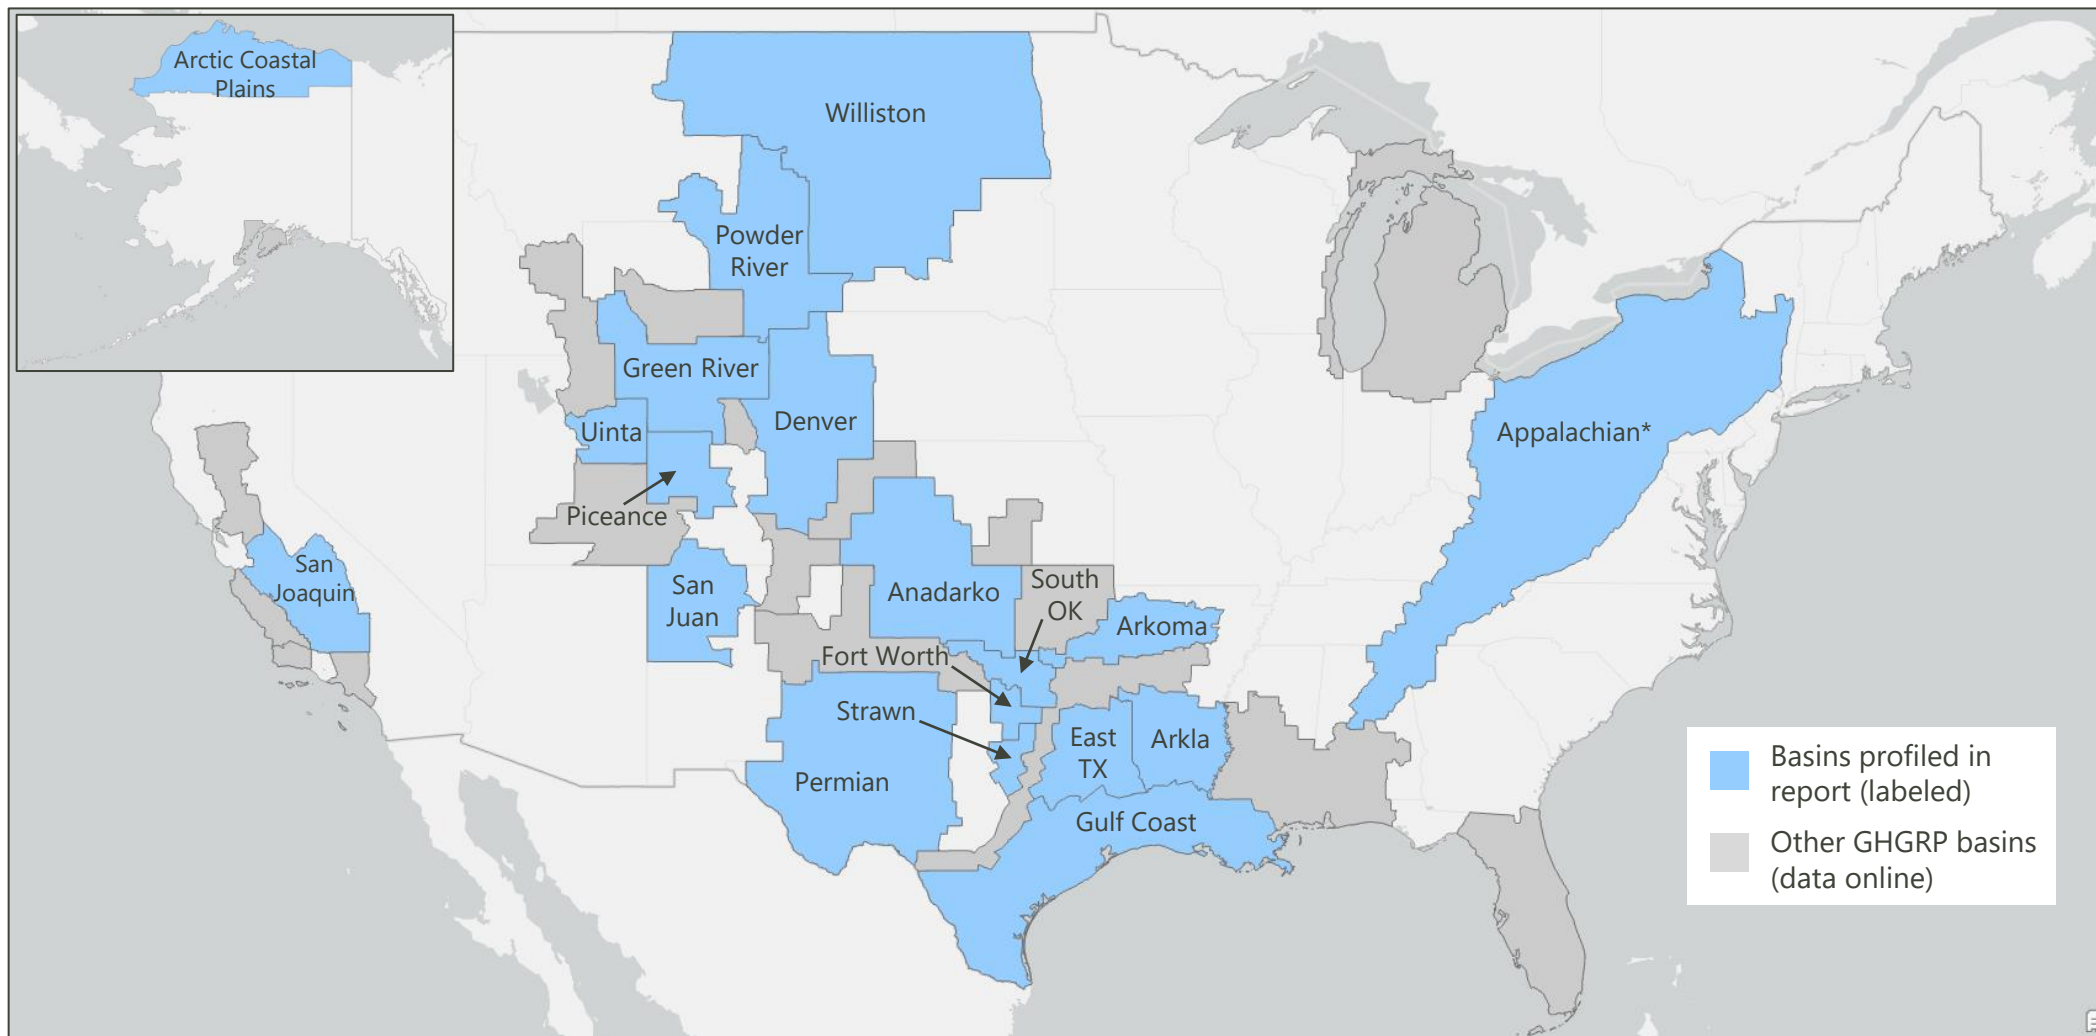 Arctic Coastal
Plains
Williston
Powder
River
Green River
Denver
Uinta
Appalachian*
Piceance
San
Joaquin
San
Juan
Anadarko
South
OK
Arkoma
Fort Worth
Strawn
East
TX
Arkla
Permian
Gulf Coast
Basins profiled in
report (labeled)
Other GHGRP basins
(data online)